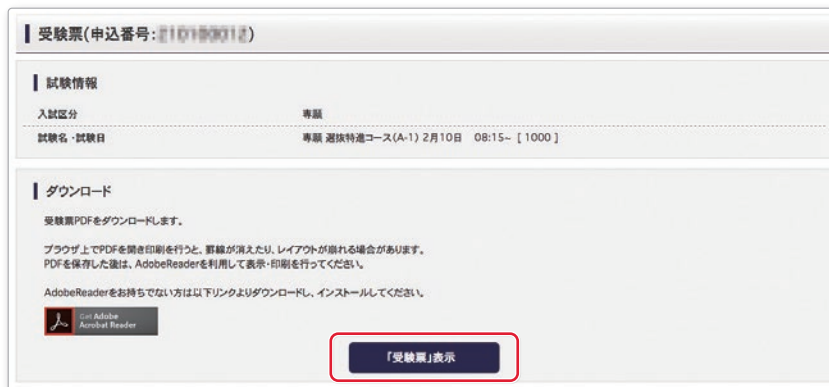 受験票(申込番号:)
試験情報
入試区分 専願
試験名・試験日 専願 選抜特進コース(A-1) 2月10日 08:15~ [ 1000 ]
ダウンロード
受験票PDFをダウンロードします。
ブラウザ上でPDFを開き印刷を行うと、罫線が消えたり、レイアウトが崩れる場合があります。
PDFを保存した後は、AdobeReaderを利用して表示・印刷を行ってください。
AdobeReaderをお持ちでない方は以下リンクよりダウンロードし、インストールしてください。
Get Adobe
Acrobat Reader
「受験票」表示